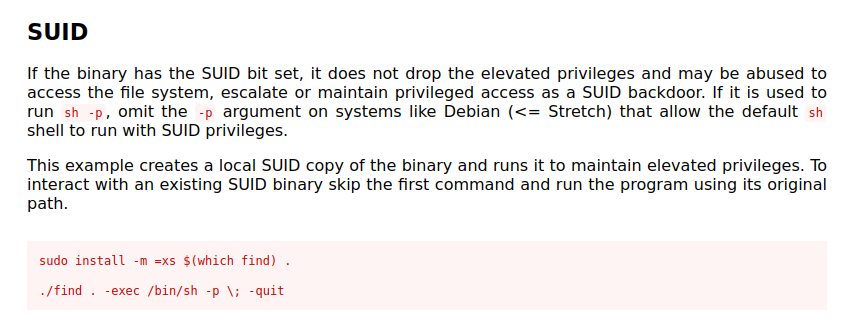 SUID
If the binary has the SUID bit set, it does not drop the elevated privileges and may be abused to
access the file system, escalate or maintain privileged access as a SUID backdoor. If it is used to
run sh -p, omit the -p argument on systems like Debian (<= Stretch) that allow the default sh
shell to run with SUID privileges.
This example creates a local SUID copy of the binary and runs it to maintain elevated privileges. To
interact with an existing SUID binary skip the first command and run the program using its original
path.
sudo install -m =xs $(which find) .
./find . -exec /bin/sh -p \; -quit